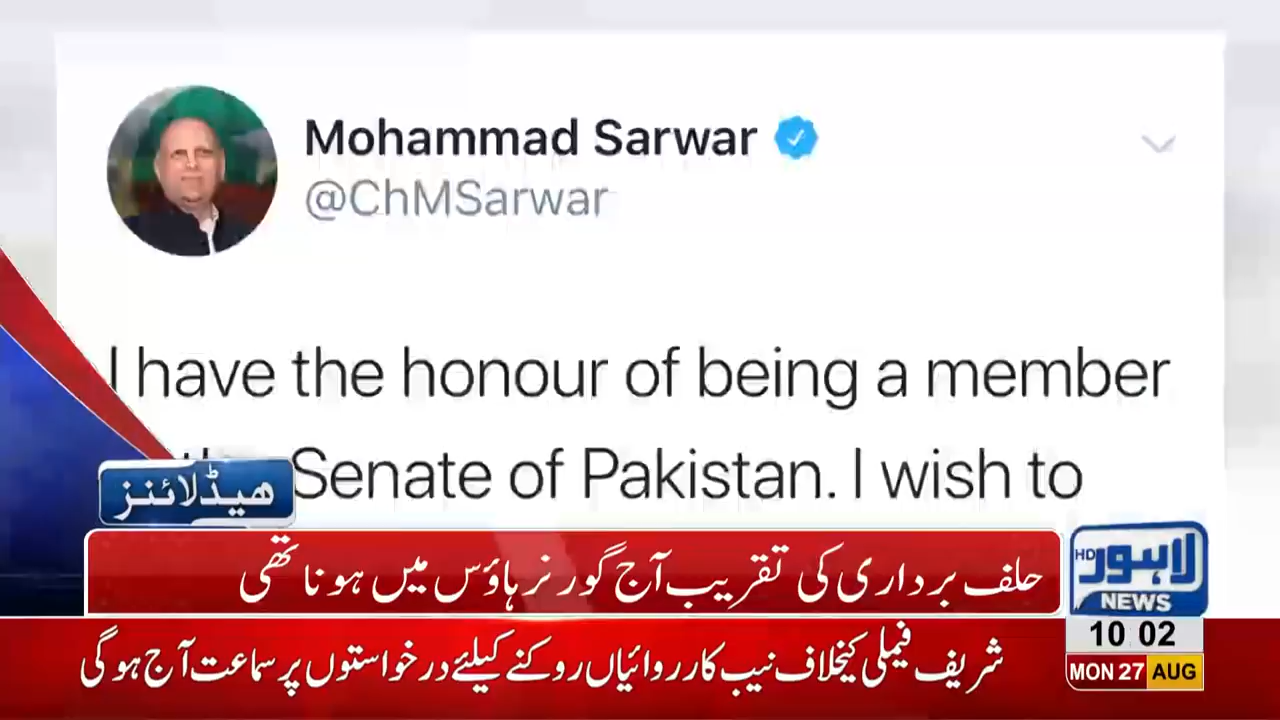 Mohammad Sarwar
@ChMSarwar
I have the honour of being a member
the Senate of Pakistan. I wish to
ھیڈلائنز
حلف برداری کی تقریب آج گورنر ہاؤس میں ہونا تھی
HD لاہور
NEWS
10 02
شریف فیملی کیخلاف نیب کارروائیاں روکنے کیلئے درخواستوں پر سماعت آج ہوگی
MON 27 AUG